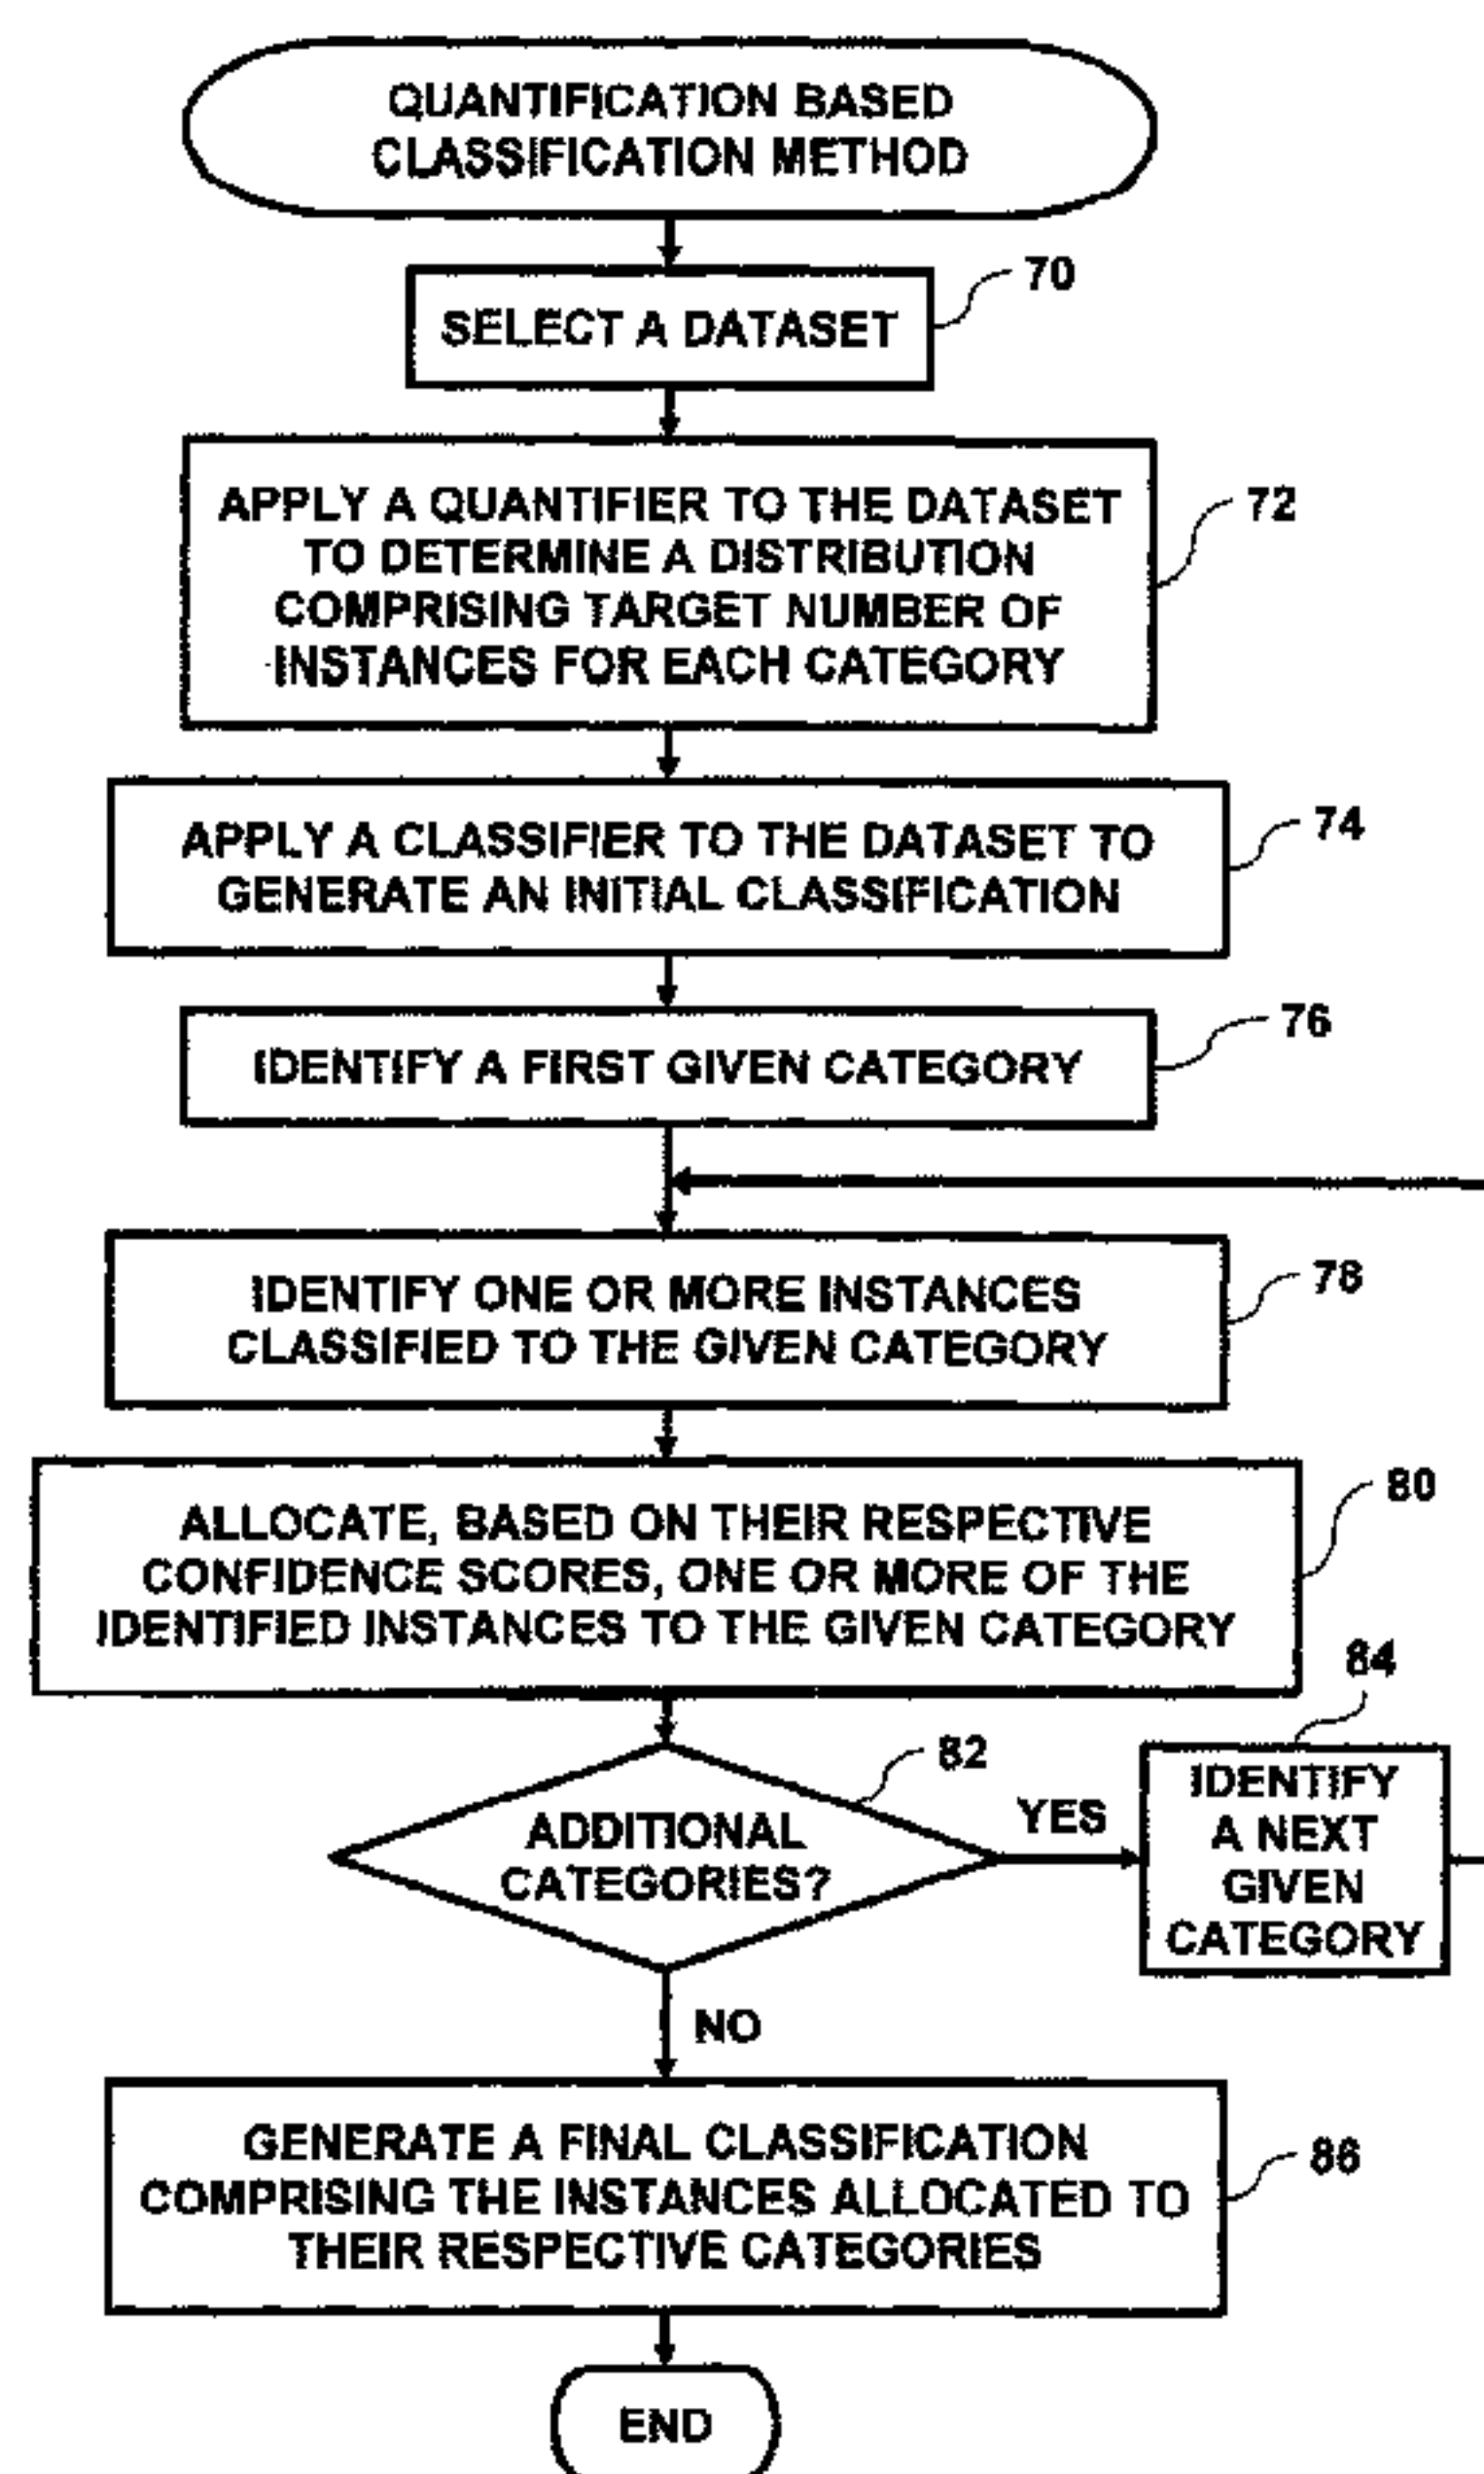 QUANTIFICATION BASED
CLASSIFICATION METHOD
70
SELECT A DATASET
72
APPLY A QUANTIFIER TO THE DATASET
TO DETERMINE A DISTRIBUTION
COMPRISING TARGET NUMBER OF
INSTANCES FOR EACH CATEGORY
74
APPLY A CLASSIFIER TO THE DATASET TO
GENERATE AN INITIAL CLASSIFICATION
76
IDENTIFY A FIRST GIVEN CATEGORY
78
IDENTIFY ONE OR MORE INSTANCES
CLASSIFIED TO THE GIVEN CATEGORY
80
ALLOCATE, BASED ON THEIR RESPECTIVE
CONFIDENCE SCORES, ONE OR MORE OF THE
IDENTIFIED INSTANCES TO THE GIVEN CATEGORY
82
ADDITIONAL
CATEGORIES?
YES
84
IDENTIFY
A NEXT
GIVEN
CATEGORY
NO
86
GENERATE A FINAL CLASSIFICATION
COMPRISING THE INSTANCES ALLOCATED TO
THEIR RESPECTIVE CATEGORIES
END